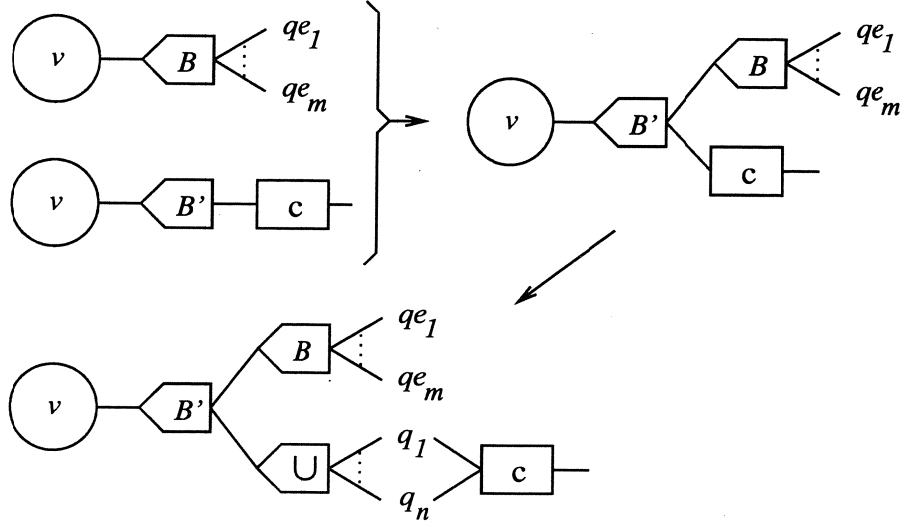 v B qe1
qem
v B' c
v B' B qe1
qem
c
v B' B qe1
qem
∪ q1 c
qn